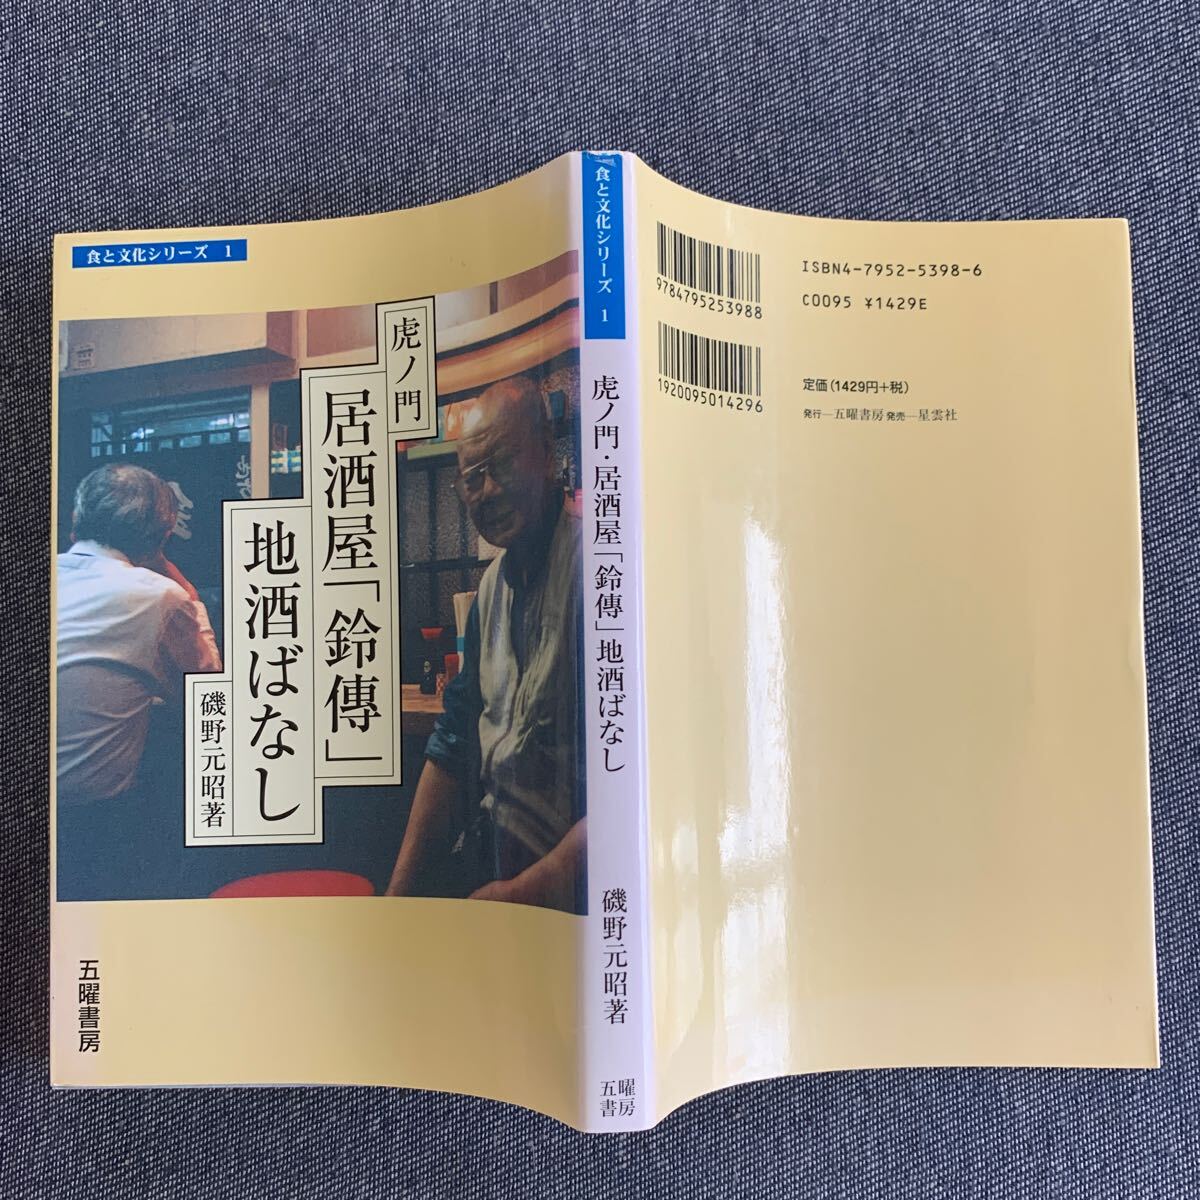 食と文化シリーズ 1
虎ノ門
居酒屋「鈴傳」
地酒ばなし
磯野元昭著
五曜書房
食と文化シリーズ 1
虎ノ門・居酒屋「鈴傳」地酒ばなし
磯野元昭著
五曜
書房
9784795253988
1920095014296
ISBN4-7952-5398-6
C0095 ¥1429E
定価(1429円+税)
発行―五曜書房 発売―星雲社